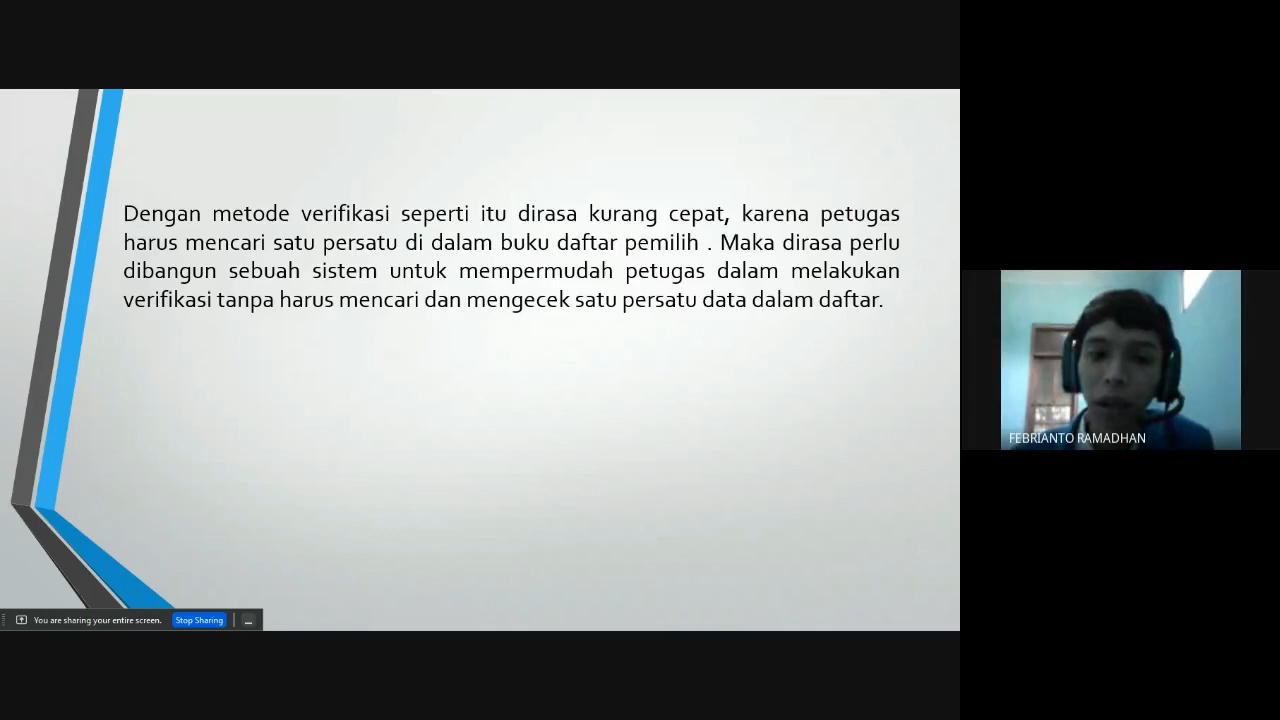 Dengan metode verifikasi seperti itu dirasa kurang cepat, karena petugas
harus mencari satu persatu di dalam buku daftar pemilih . Maka dirasa perlu
dibangun sebuah sistem untuk mempermudah petugas dalam melakukan
verifikasi tanpa harus mencari dan mengecek satu persatu data dalam daftar.
FEBRIANTO RAMADHAN
You are sharing your entire screen. Stop Sharing